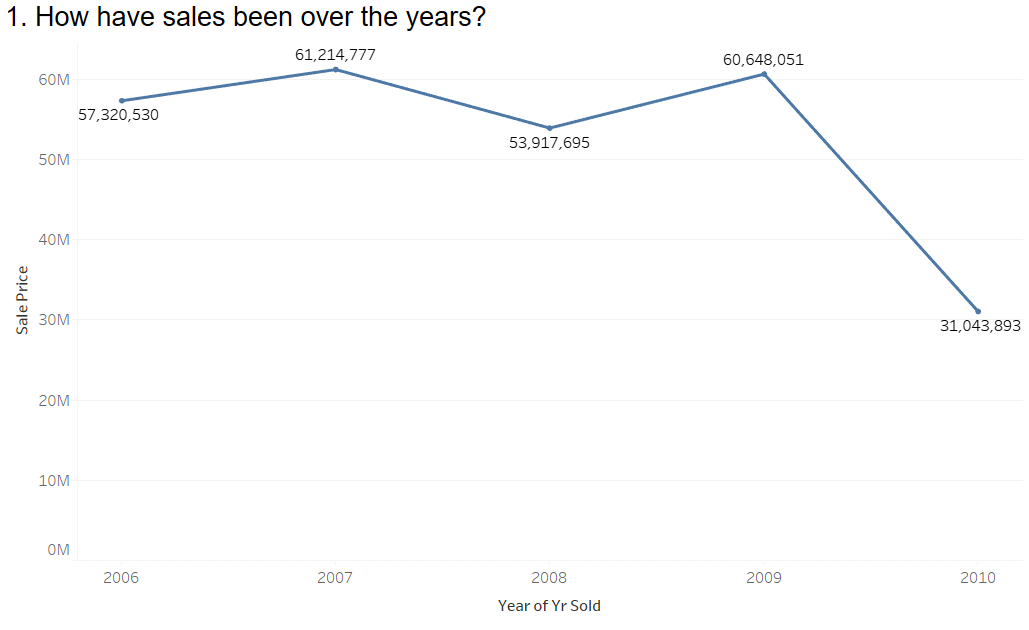 1. How have sales been over the years?
61,214,777
60,648,051
60M
57,320,530
53,917,695
50M
40M
Sale Price
30M
31,043,893
20M
10M
0M
2006 2007 2008 2009 2010
Year of Yr Sold